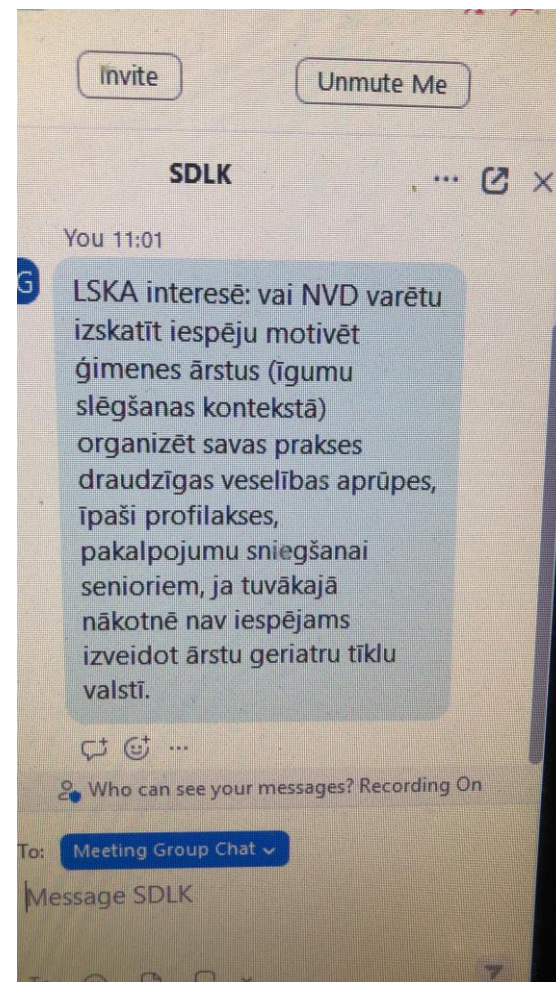 Invite
Unmute Me
SDLK
You 11:01
G
LSKA interesē: vai NVD varētu
izskatīt iespēju motivēt
ģimenes ārstus (īgumu
slēgšanas kontekstā)
organizēt savas prakses
draudzīgas veselības aprūpes,
īpaši profilakses,
pakalpojumu sniegšanai
senioriem, ja tuvākajā
nākotnē nav iespējams
izveidot ārstu geriatru tīklu
valstī.
Who can see your messages? Recording On
To: Meeting Group Chat
Message SDLK